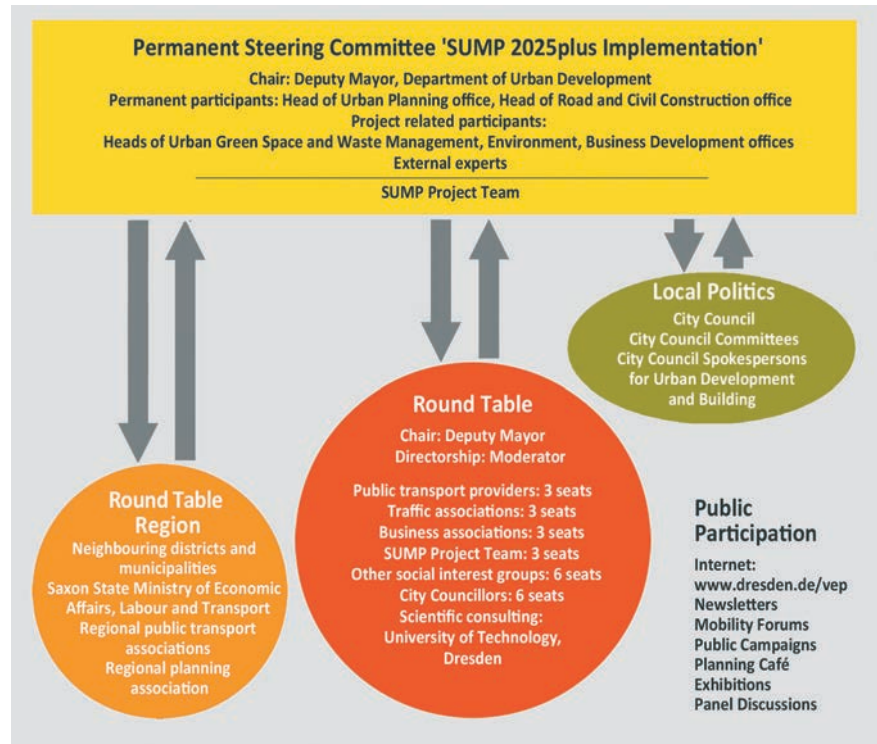 Permanent Steering Committee 'SUMP 2025plus Implementation'
Chair: Deputy Mayor, Department of Urban Development
Permanent participants: Head of Urban Planning office, Head of Road and Civil Construction office
Project related participants:
Heads of Urban Green Space and Waste Management, Environment, Business Development offices
External experts
SUMP Project Team
Local Politics
City Council
City Council Committees
City Council Spokespersons
for Urban Development
and Building
Round Table
Chair: Deputy Mayor
Directorship: Moderator
Public transport providers: 3 seats
Traffic associations: 3 seats
Business associations: 3 seats
SUMP Project Team: 3 seats
Other social interest groups: 6 seats
City Councillors: 6 seats
Scientific consulting:
University of Technology,
Dresden
Round Table
Region
Neighbouring districts and
municipalities
Saxon State Ministry of Economic
Affairs, Labour and Transport
Regional public transport
associations
Regional planning
association
Public
Participation
Internet:
www.dresden.de/vep
Newsletters
Mobility Forums
Public Campaigns
Planning Café
Exhibitions
Panel Discussions